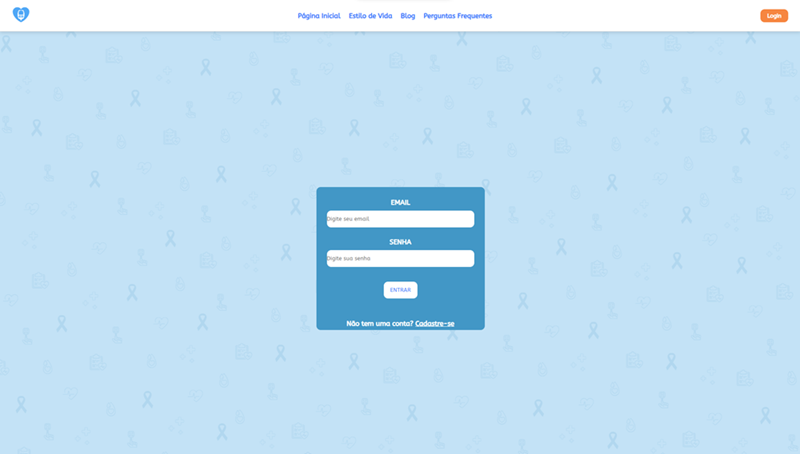 Página Inicial Estilo de Vida Blog Perguntas Frequentes Login
EMAIL
Digite seu email
SENHA
Digite sua senha
ENTRAR
Não tem uma conta? Cadastre-se